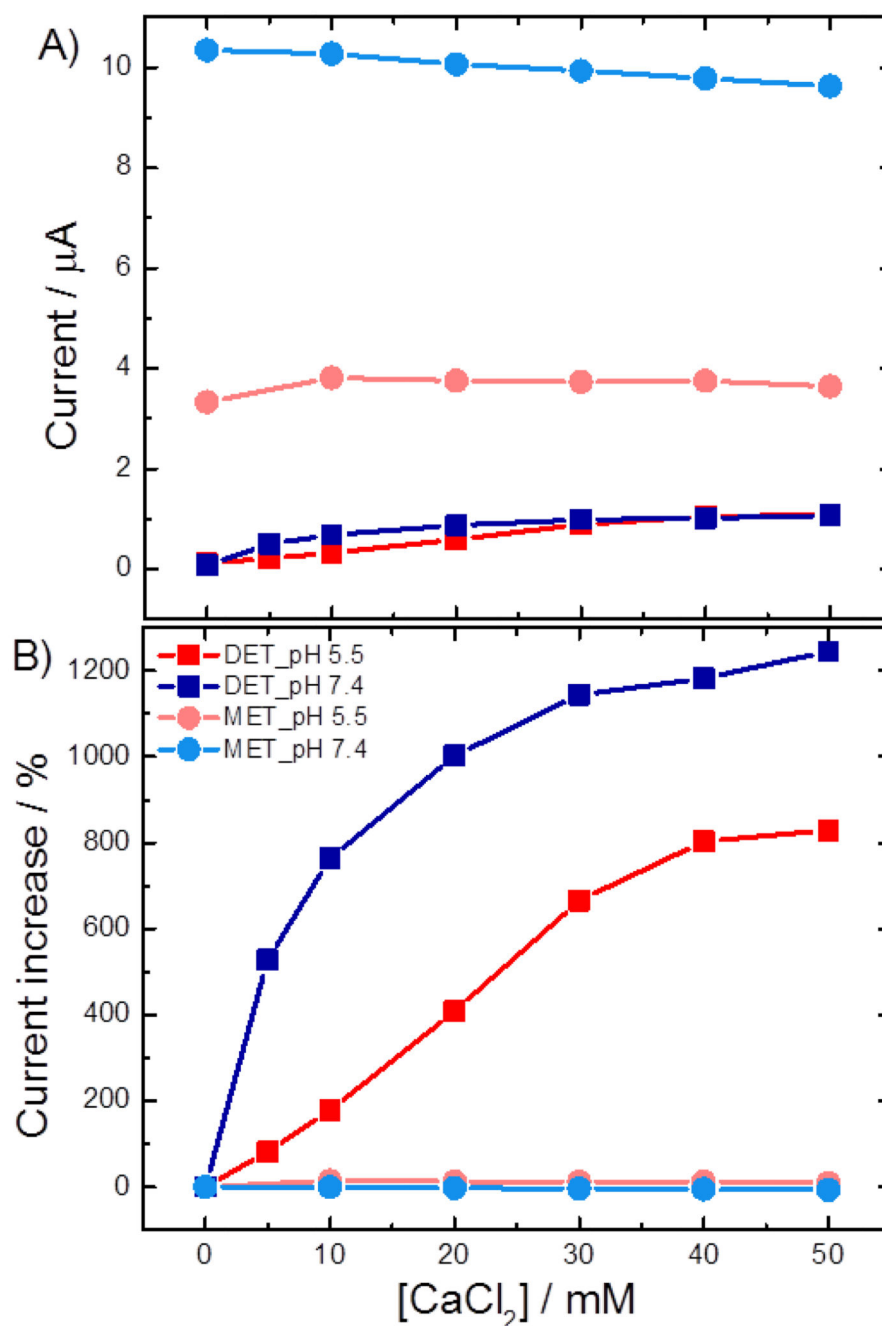 A)
10
8
6
4
2
0
Current / μA
B)
DET_pH 5.5
DET_pH 7.4
MET_pH 5.5
MET_pH 7.4
1200
1000
800
600
400
200
0
Current increase / %
0 10 20 30 40 50
[CaCl₂] / mM